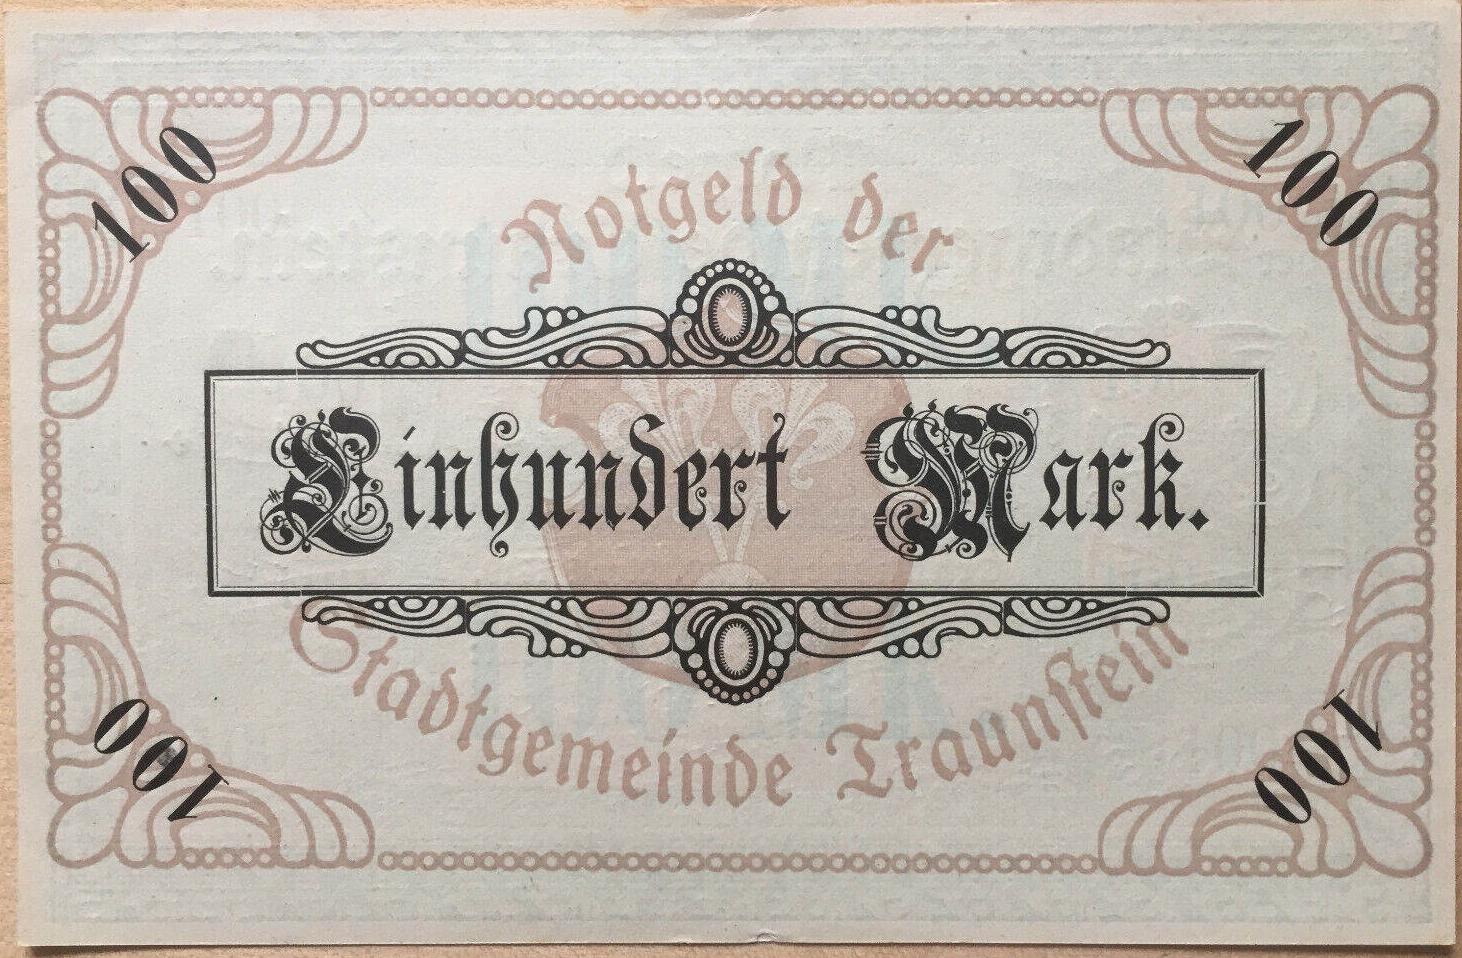 100
100
Notgeld der
Einhundert Mark.
Stadtgemeinde Traunstein
100
100